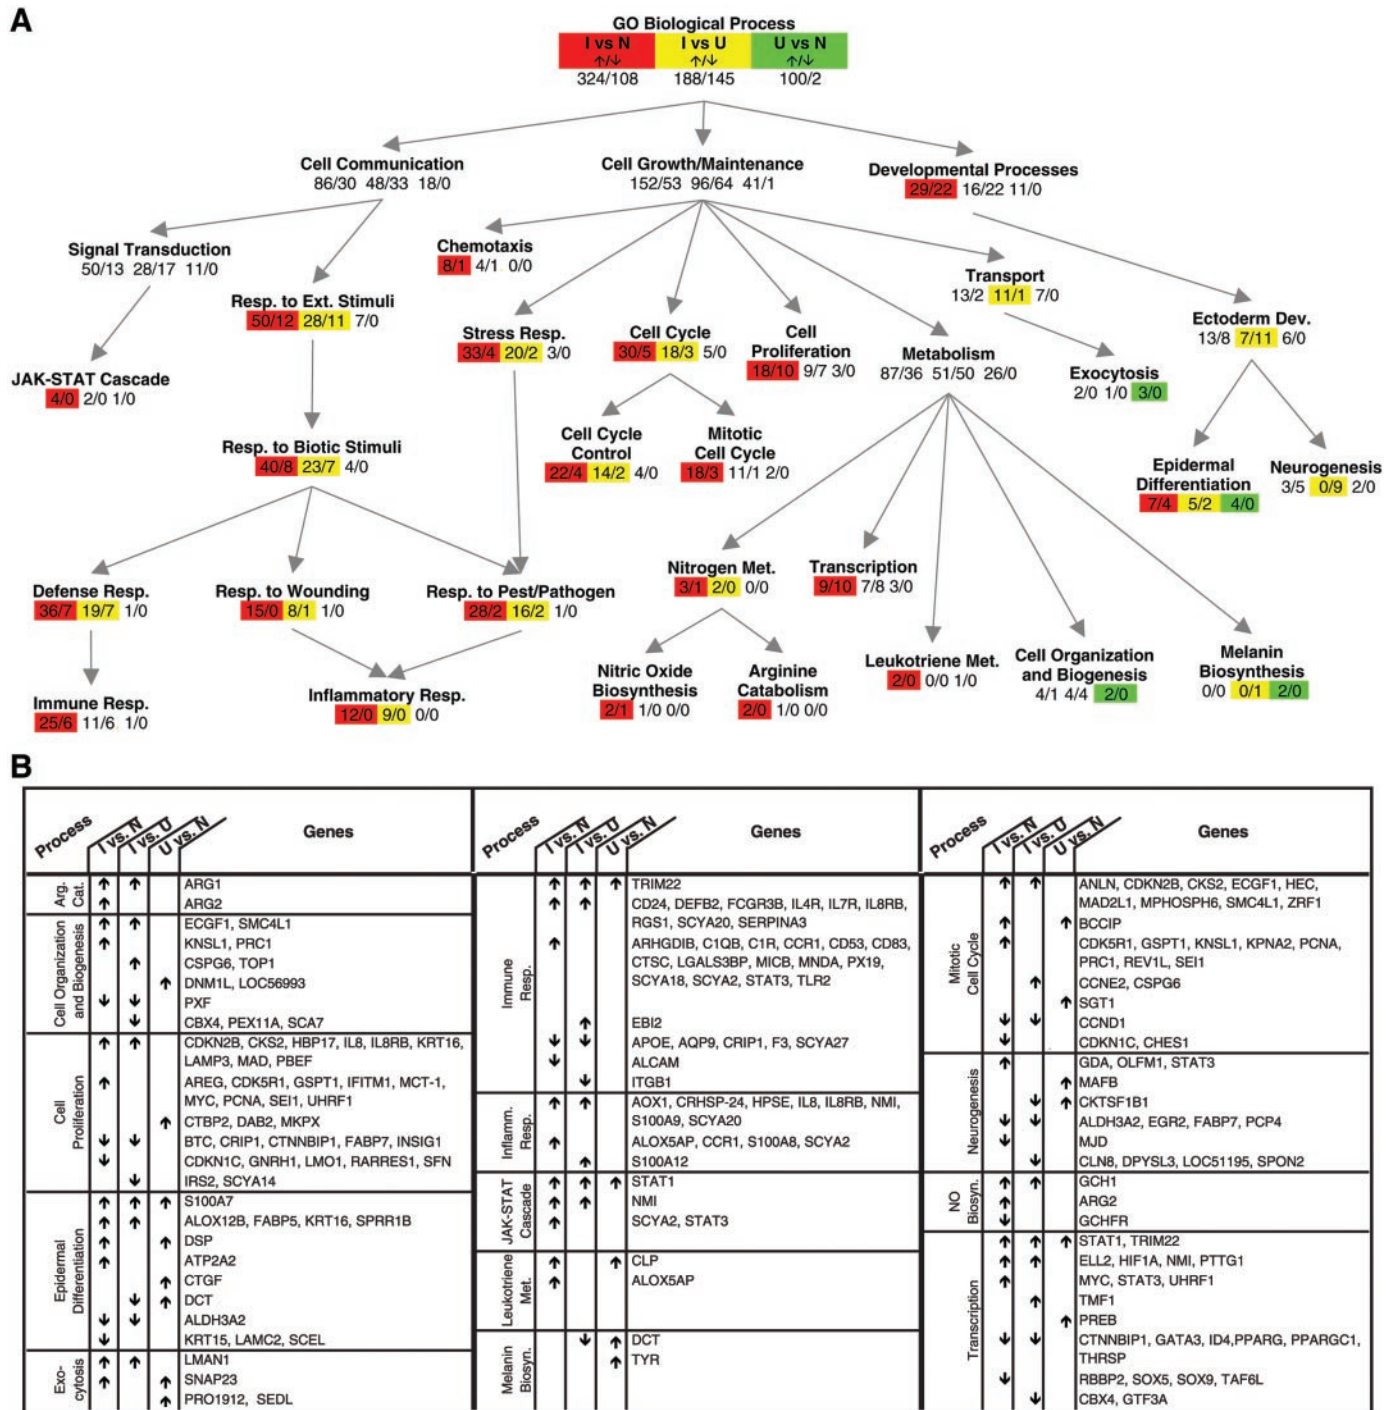 A
GO Biological Process
I vs N I vs U U vs N
↑/↓ ↑/↓ ↑/↓
324/108 188/145 100/2
Cell Communication
86/30 48/33 18/0
Cell Growth/Maintenance
152/53 96/64 41/1
Developmental Processes
29/22 16/22 11/0
Signal Transduction
50/13 28/17 11/0
Chemotaxis
8/1 4/1 0/0
Transport
13/2 11/1 7/0
Resp. to Ext. Stimuli
50/12 28/11 7/0
Stress Resp.
33/4 20/2 3/0
Cell Cycle
30/5 18/3 5/0
Cell
Proliferation
18/10 9/7 3/0
Metabolism
87/36 51/50 26/0
Ectoderm Dev.
13/8 7/11 6/0
JAK-STAT Cascade
4/0 2/0 1/0
Exocytosis
2/0 1/0 3/0
Resp. to Biotic Stimuli
40/8 23/7 4/0
Cell Cycle
Control
22/4 14/2 4/0
Mitotic
Cell Cycle
18/3 11/1 2/0
Epidermal
Differentiation
7/4 5/2 4/0
Neurogenesis
3/5 0/9 2/0
Defense Resp.
36/7 19/7 1/0
Resp. to Wounding
15/0 8/1 1/0
Resp. to Pest/Pathogen
28/2 16/2 1/0
Nitrogen Met.
3/1 2/0 0/0
Transcription
9/10 7/8 3/0
Immune Resp.
25/6 11/6 1/0
Inflammatory Resp.
12/0 9/0 0/0
Nitric Oxide
Biosynthesis
2/1 1/0 0/0
Arginine
Catabolism
2/0 1/0 0/0
Leukotriene Met.
2/0 0/0 1/0
Cell Organization
and Biogenesis
4/1 4/4 2/0
Melanin
Biosynthesis
0/0 0/1 2/0
B
Process I vs. N I vs. U U vs. N Genes
Arg.
Cat.
↑ ↑ ARG1
↑ ARG2
Cell Organization
and Biogenesis
↑ ↑ ECGF1, SMC4L1
↑ KNSL1, PRC1
↑ CSPG6, TOP1
↑ DNM1L, LOC56993
↓ ↓ PXF
↓ CBX4, PEX11A, SCA7
Cell
Proliferation
↑ ↑ CDKN2B, CKS2, HBP17, IL8, IL8RB, KRT16,
LAMP3, MAD, PBEF
↑ AREG, CDK5R1, GSPT1, IFITM1, MCT-1,
MYC, PCNA, SEI1, UHRF1
↑ CTBP2, DAB2, MKPX
↓ ↓ BTC, CRIP1, CTNNBIP1, FABP7, INSIG1
↓ CDKN1C, GNRH1, LMO1, RARRES1, SFN
↓ IRS2, SCYA14
Epidermal
Differentiation
↑ ↑ ↑ S100A7
↑ ↑ ALOX12B, FABP5, KRT16, SPRR1B
↑ ↑ DSP
↑ ATP2A2
↑ CTGF
↓ ↑ DCT
↓ ↓ ALDH3A2
↓ KRT15, LAMC2, SCEL
Exo-
cytosis
↑ ↑ LMAN1
↑ ↑ SNAP23
↑ PRO1912, SEDL
Process I vs. N I vs. U U vs. N Genes
Immune
Resp.
↑ ↑ ↑ TRIM22
↑ ↑ CD24, DEFB2, FCGR3B, IL4R, IL7R, IL8RB,
RGS1, SCYA20, SERPINA3
↑ ARHGDIB, C1QB, C1R, CCR1, CD53, CD83,
CTSC, LGALS3BP, MICB, MNDA, PX19,
SCYA18, SCYA2, STAT3, TLR2
↑ EBI2
↓ ↓ APOE, AQP9, CRIP1, F3, SCYA27
↓ ALCAM
↓ ITGB1
Inflamm.
Resp.
↑ ↑ AOX1, CRHSP-24, HPSE, IL8, IL8RB, NMI,
S100A9, SCYA20
↑ ALOX5AP, CCR1, S100A8, SCYA2
↑ S100A12
JAK-STAT
Cascade
↑ ↑ ↑ STAT1
↑ ↑ NMI
↑ SCYA2, STAT3
Leukotriene
Met.
↑ ↑ CLP
↑ ALOX5AP
Melanin
Biosyn.
↓ ↑ DCT
↑ TYR
Process I vs. N I vs. U U vs. N Genes
Mitotic
Cell Cycle
↑ ↑ ANLN, CDKN2B, CKS2, ECGF1, HEC,
MAD2L1, MPHOSPH6, SMC4L1, ZRF1
↑ ↑ BCCIP
↑ CDK5R1, GSPT1, KNSL1, KPNA2, PCNA,
PRC1, REV1L, SEI1
↑ CCNE2, CSPG6
↑ SGT1
↓ ↓ CCND1
↓ CDKN1C, CHES1
Neurogenesis
↑ GDA, OLFM1, STAT3
↑ MAFB
↓ ↑ CKTSF1B1
↓ ↓ ALDH3A2, EGR2, FABP7, PCP4
↓ MJD
↓ CLN8, DPYSL3, LOC51195, SPON2
NO
Biosyn.
↑ ↑ GCH1
↑ ARG2
↓ GCHFR
Transcription
↑ ↑ ↑ STAT1, TRIM22
↑ ↑ ELL2, HIF1A, NMI, PTTG1
↑ MYC, STAT3, UHRF1
↑ TMF1
↑ PREB
↓ ↓ CTNNBIP1, GATA3, ID4,PPARG, PPARGC1,
THRSP
↓ RBBP2, SOX5, SOX9, TAF6L
↓ CBX4, GTF3A